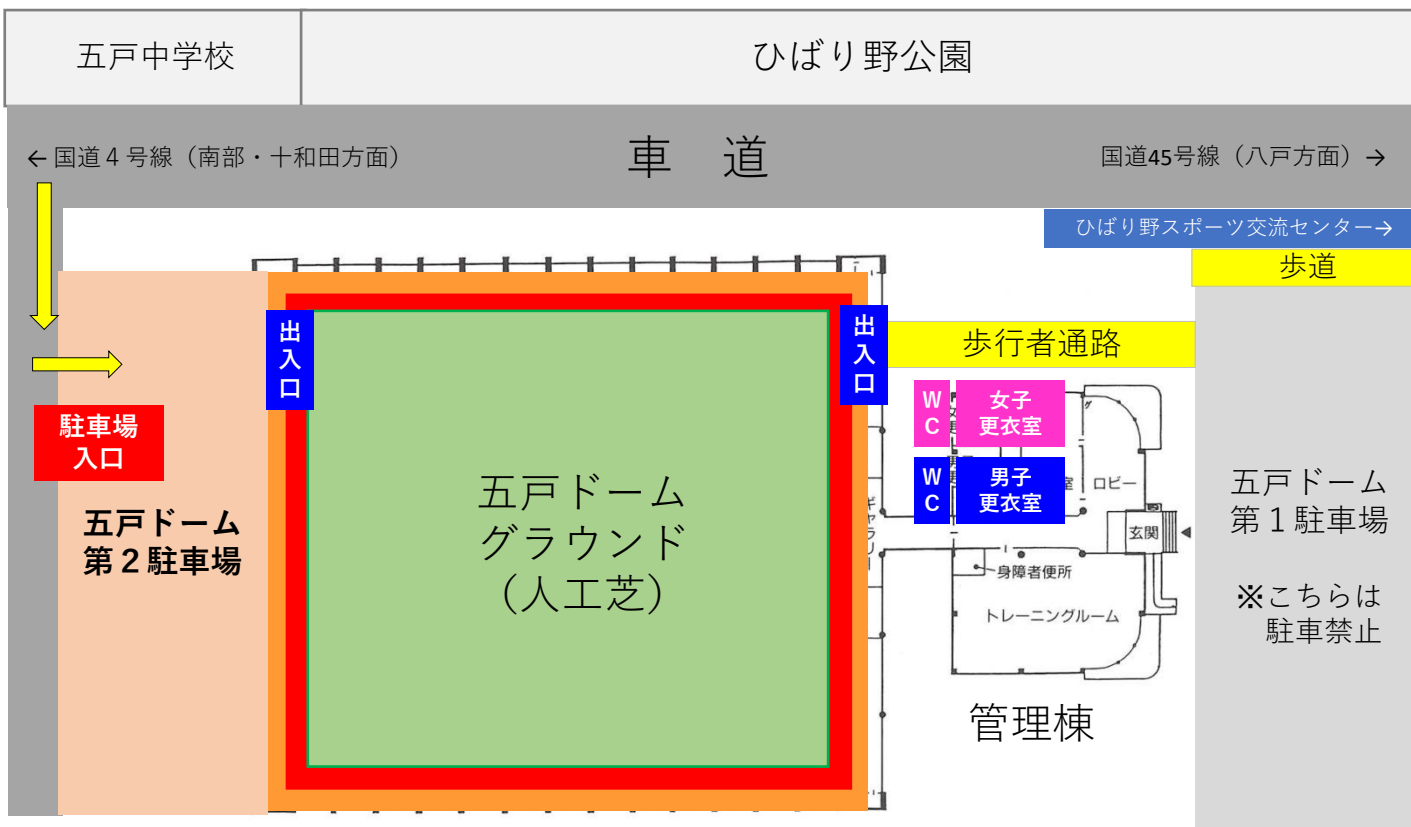 五戸中学校
ひばり野公園
←国道４号線（南部・十和田方面）
車　道
国道45号線（八戸方面）→
ひばり野スポーツ交流センター→
歩道
出
入
口
出
入
口
歩行者通路
駐車場
入口
五戸ドーム
第２駐車場
五戸ドーム
グラウンド
（人工芝）
W
C
女子
更衣室
W
C
男子
更衣室
室
ロビー
ギャラリー
玄関
身障者便所
トレーニングルーム
管理棟
五戸ドーム
第１駐車場
※こちらは
駐車禁止